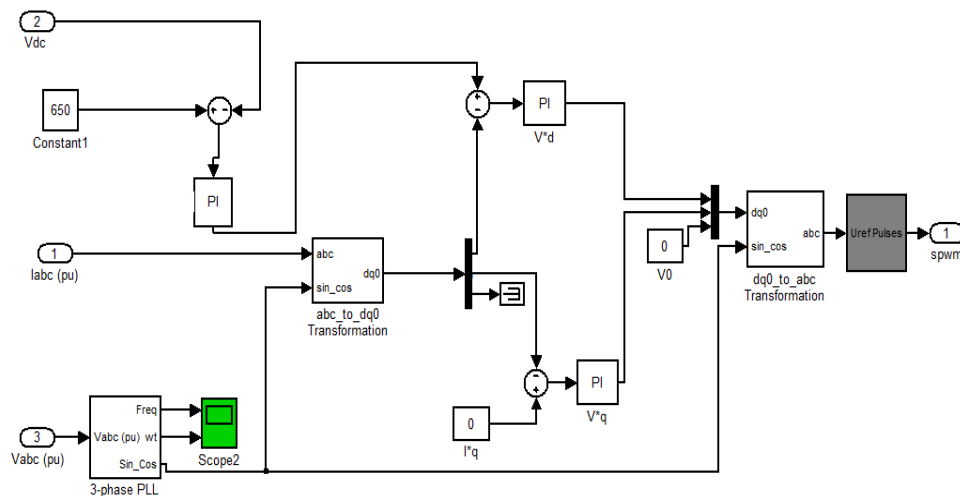 2
Vdc
650
Constant1
+ -
PI
+
-
PI
V*d
1
Iabc (pu)
abc
sin_cos
dq0
abc_to_dq0
Transformation
0
V0
dq0
sin_cos
abc
dq0_to_abc
Transformation
Uref Pulses
1
spwm
-
+
PI
V*q
0
I*q
3
Vabc (pu)
Vabc (pu)
Freq
wt
Sin_Cos
3-phase PLL
Scope2